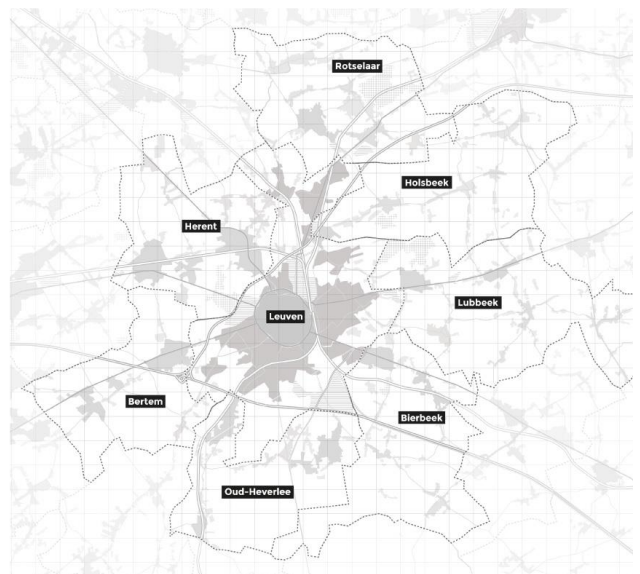 Rotselaar
Holsbeek
Herent
Lubbeek
Leuven
Bertem
Bierbeek
Oud-Heverlee